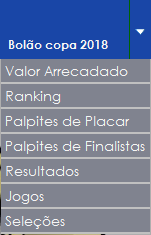 Bolão copa 2018
Valor Arrecadado
Ranking
Palpites de Placar
Palpites de Finalistas
Resultados
Jogos
Seleções